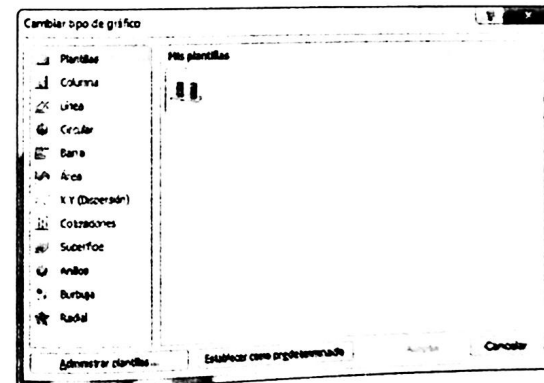 Cambiar tipo de gráfico
Plantillas
Columna
Línea
Circular
Barra
Área
X Y (Dispersión)
Cotizaciones
Superficie
Anillos
Burbuja
Radial
Mis plantillas
Administrar plantillas...
Establecer como predeterminado
Aceptar
Cancelar